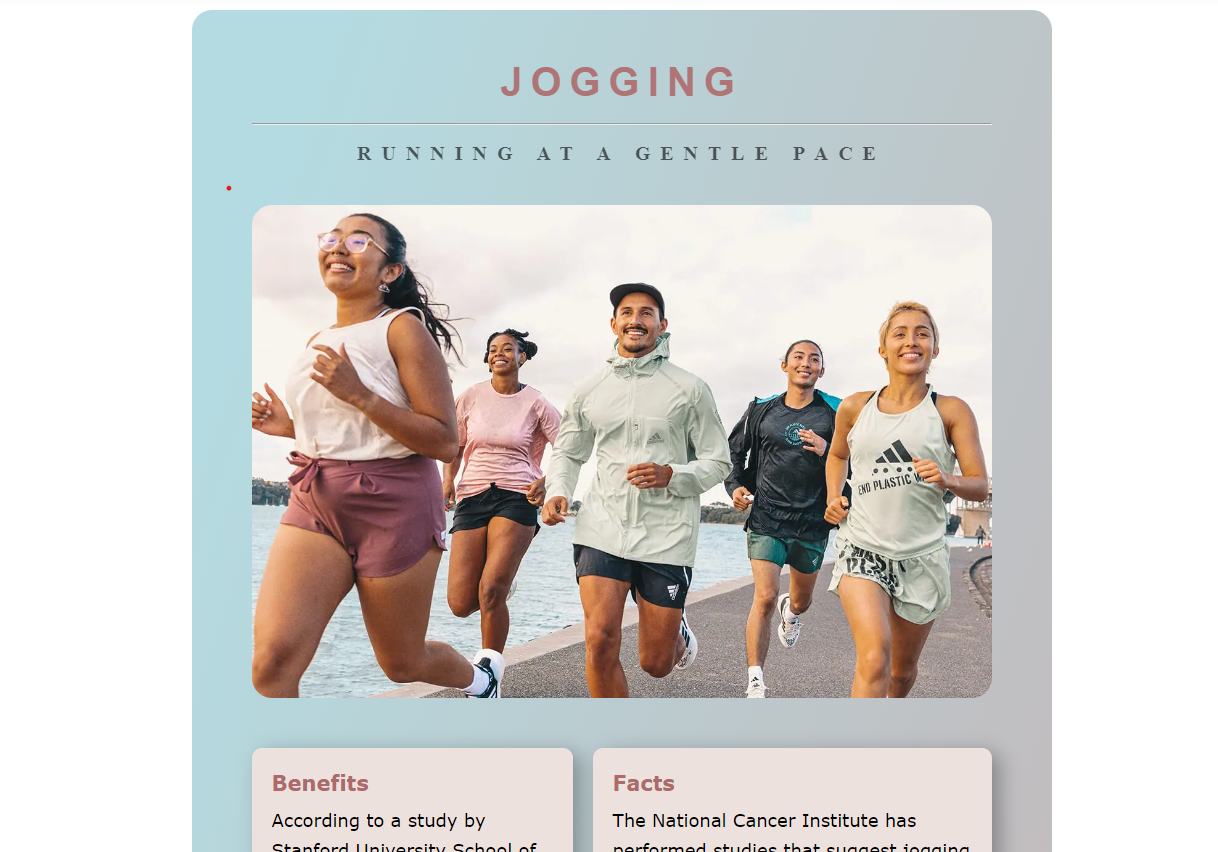 JOGGING
RUNNING AT A GENTLE PACE
END PLASTIC
Benefits
According to a study by
Stanford University School of
Facts
The National Cancer Institute has
performed studies that suggest jogging